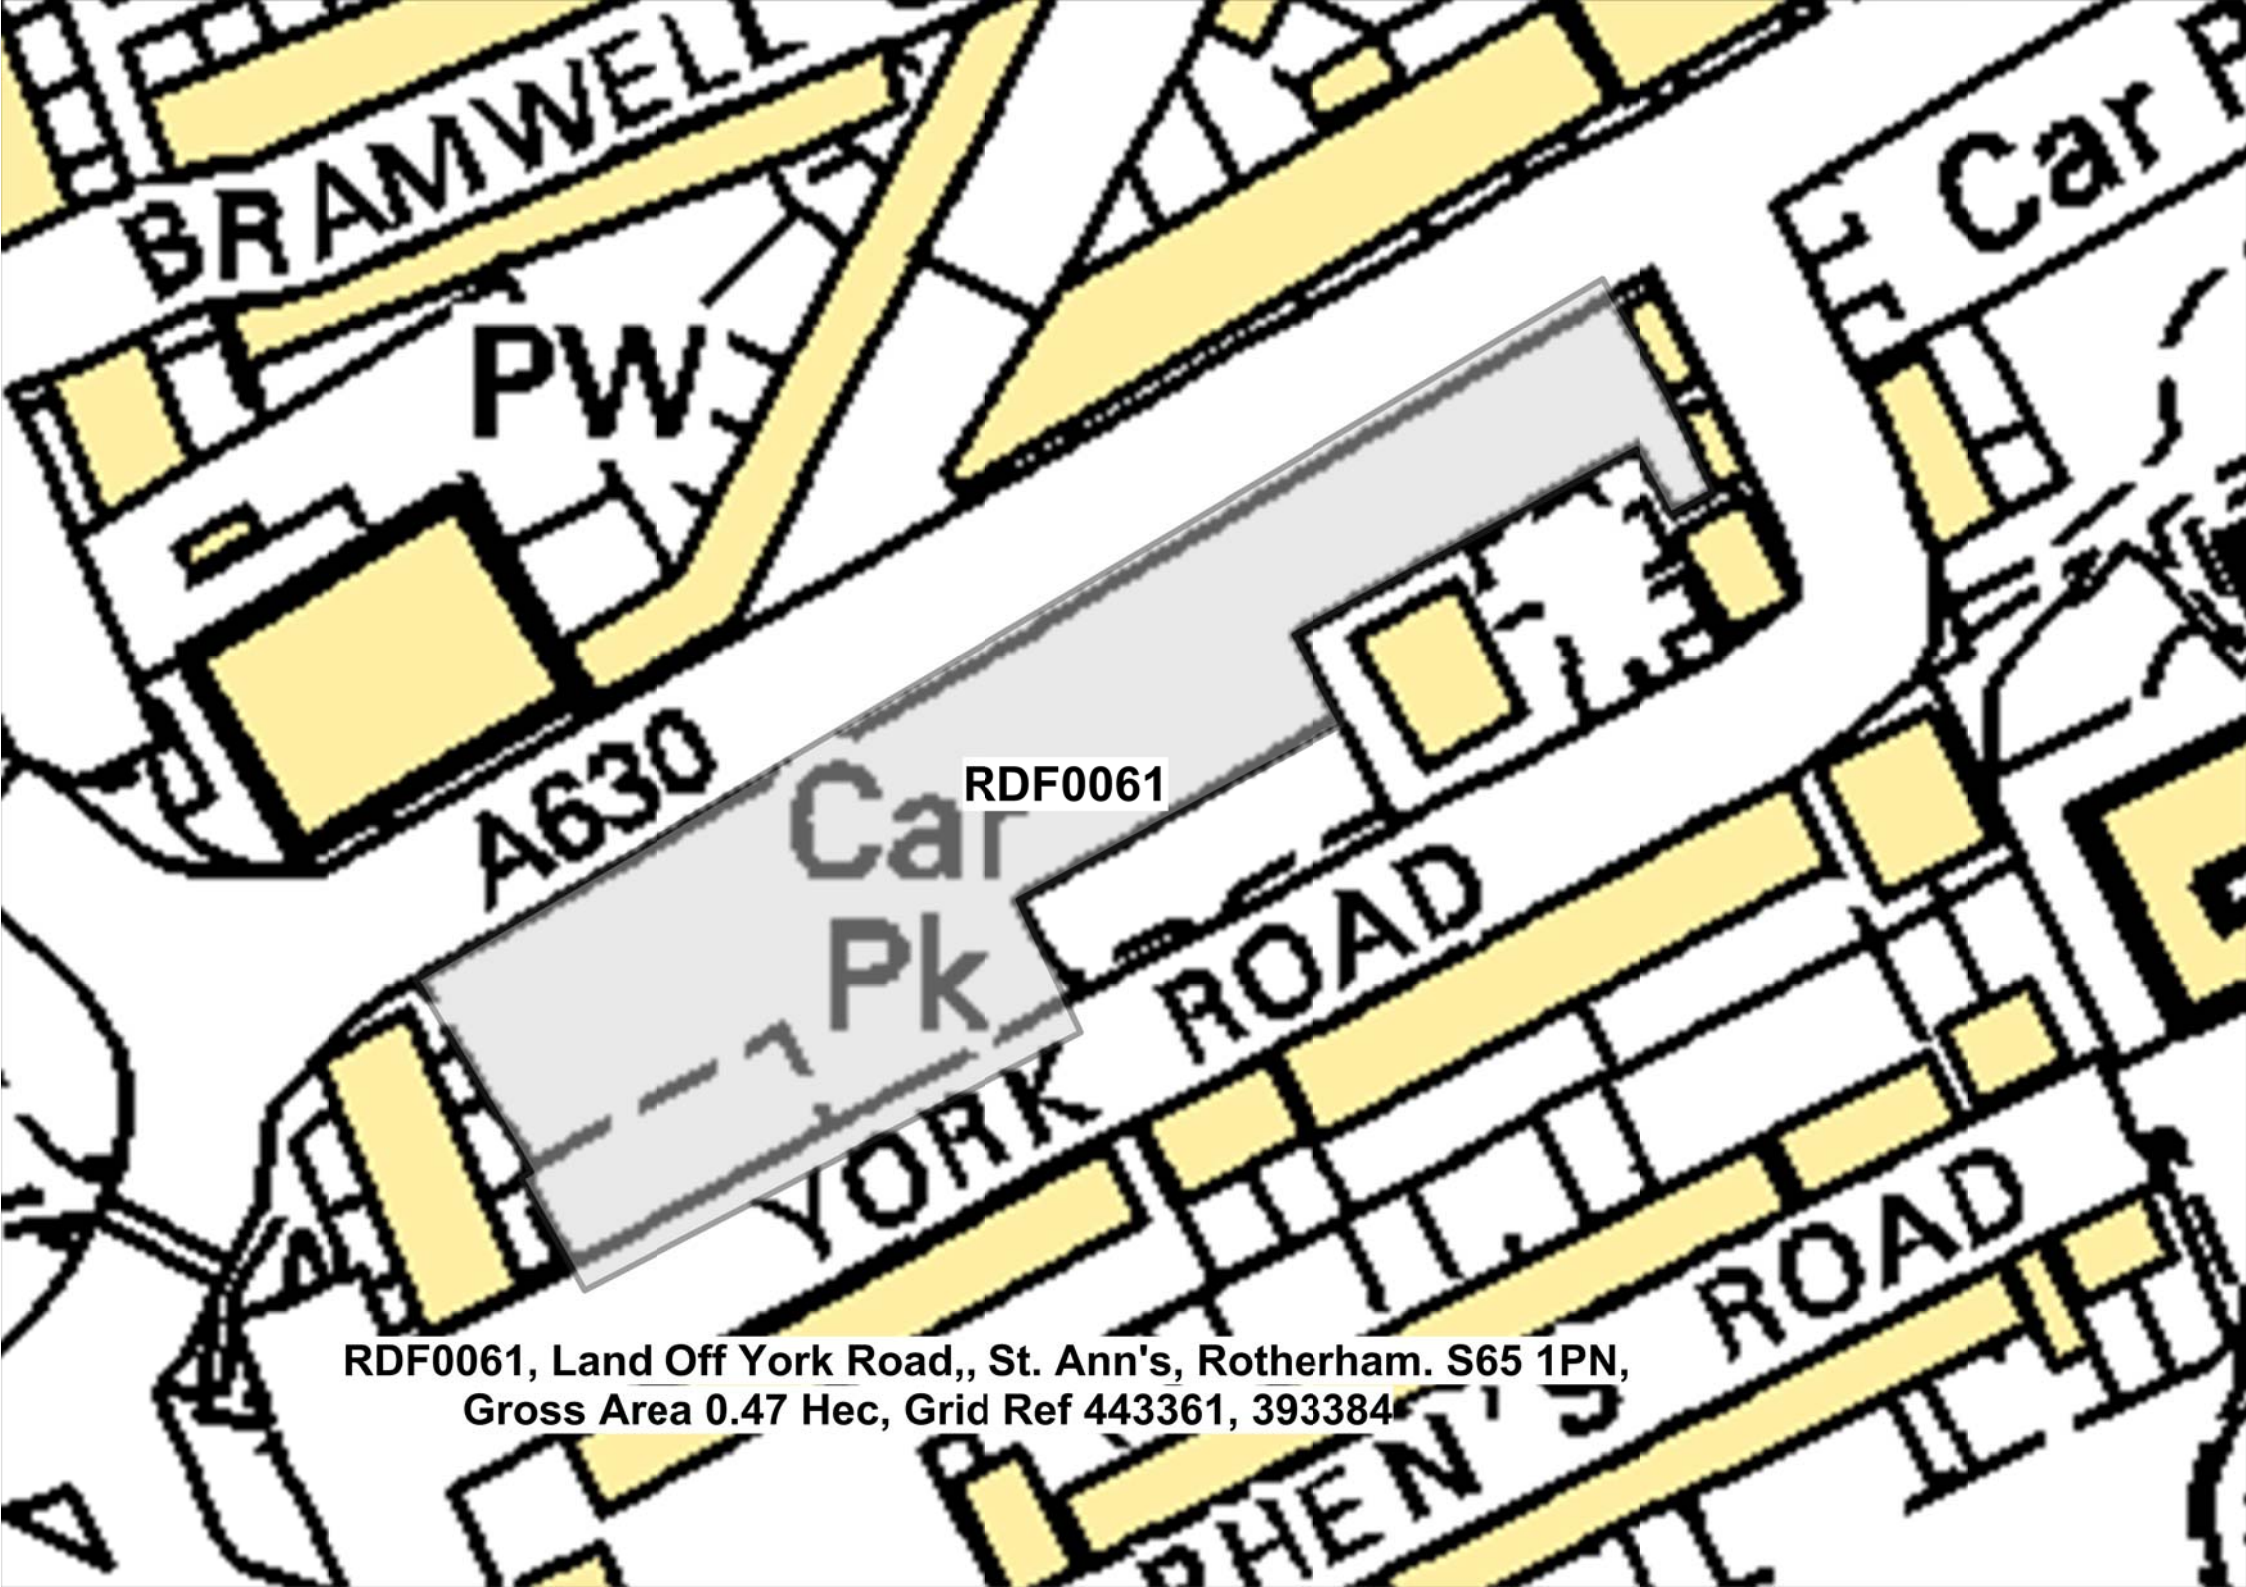 BRAMWELL
Car
PW
A630
Car
Pk
RDF0061
YORK ROAD
ROAD
RDF0061, Land Off York Road,, St. Ann's, Rotherham. S65 1PN,
Gross Area 0.47 Hec, Grid Ref 443361, 393384
PHEN'S